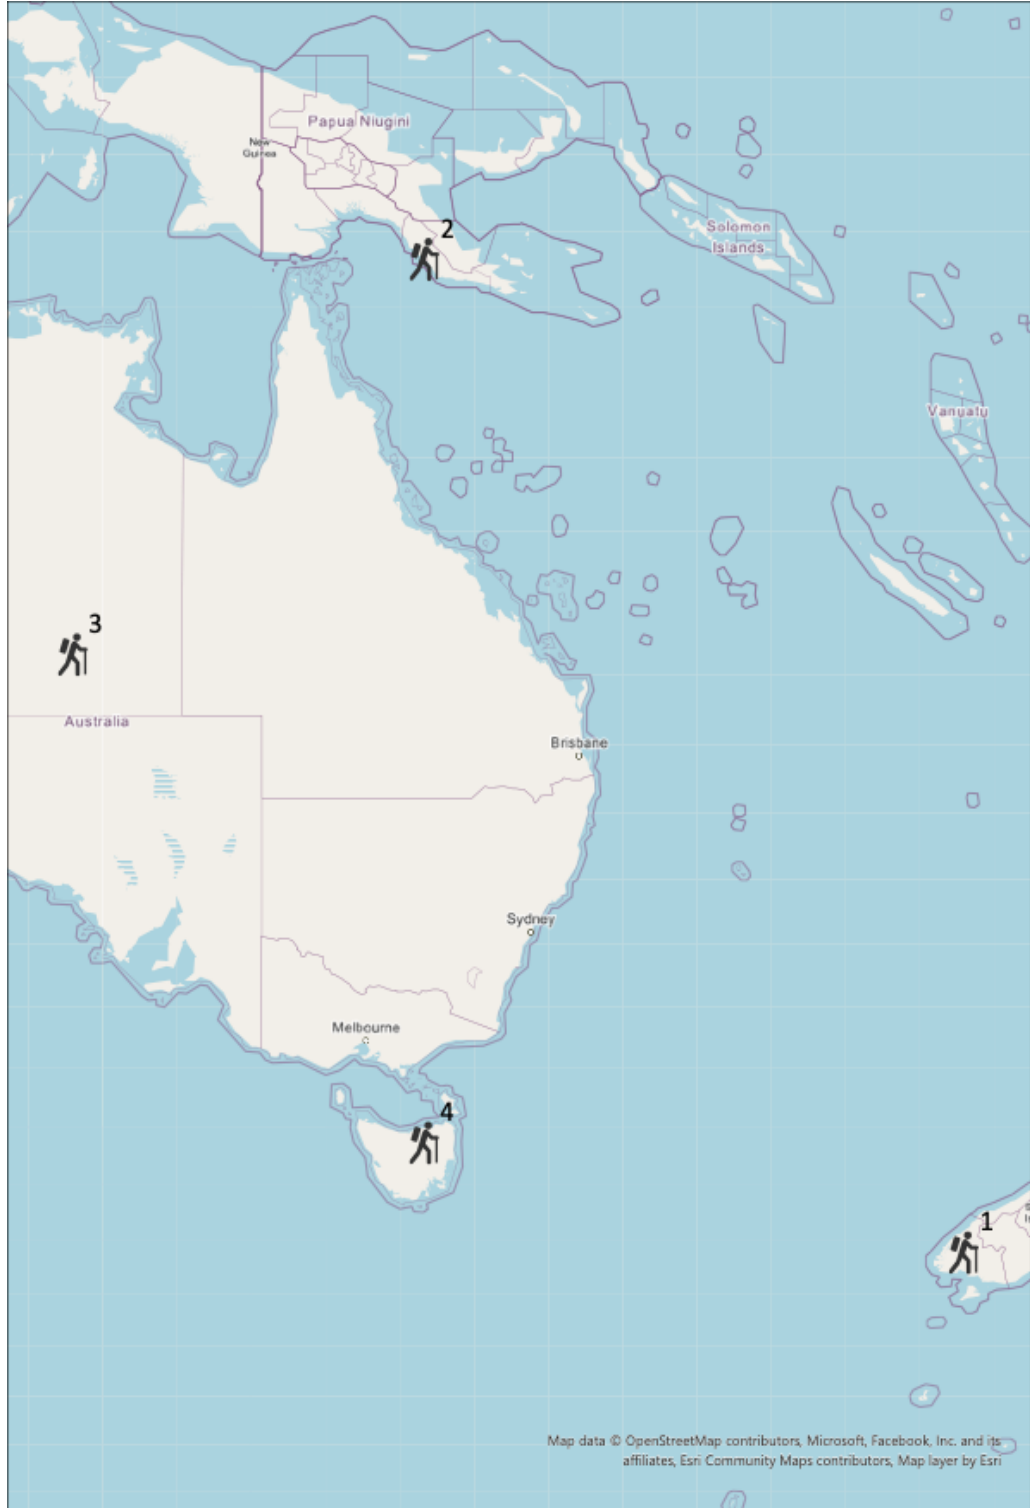 Papua Niugini
New
Guinea
2
Solomon
Islands
Vanuatu
3
Australia
Brisbane
Sydney
Melbourne
4
1
Map data © OpenStreetMap contributors, Microsoft, Facebook, Inc. and its
affiliates, Esri Community Maps contributors, Map layer by Esri